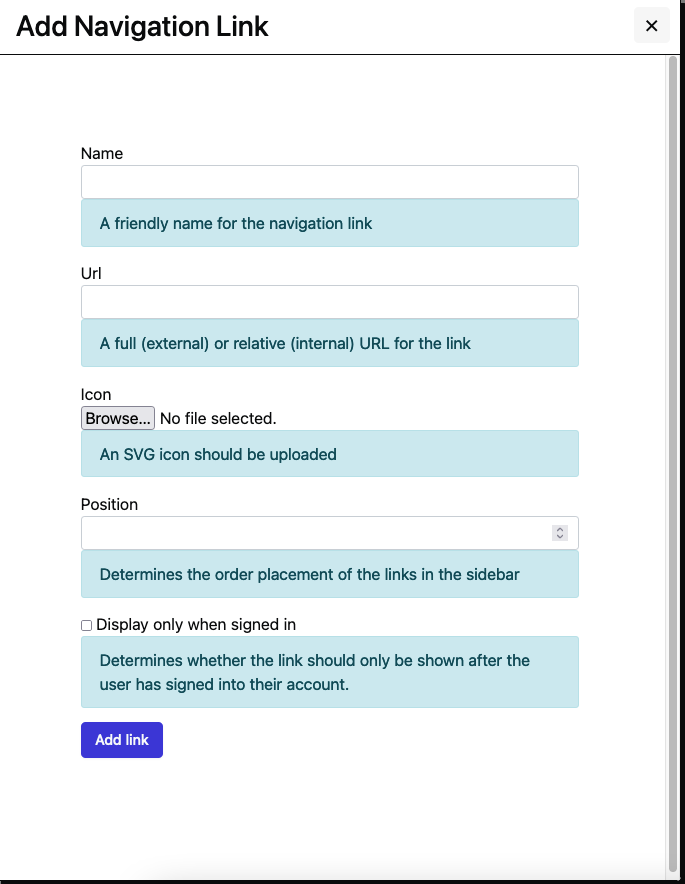 Add Navigation Link
Name
A friendly name for the navigation link
Url
A full (external) or relative (internal) URL for the link
Icon
Browse... No file selected.
An SVG icon should be uploaded
Position
Determines the order placement of the links in the sidebar
Display only when signed in
Determines whether the link should only be shown after the
user has signed into their account.
Add link